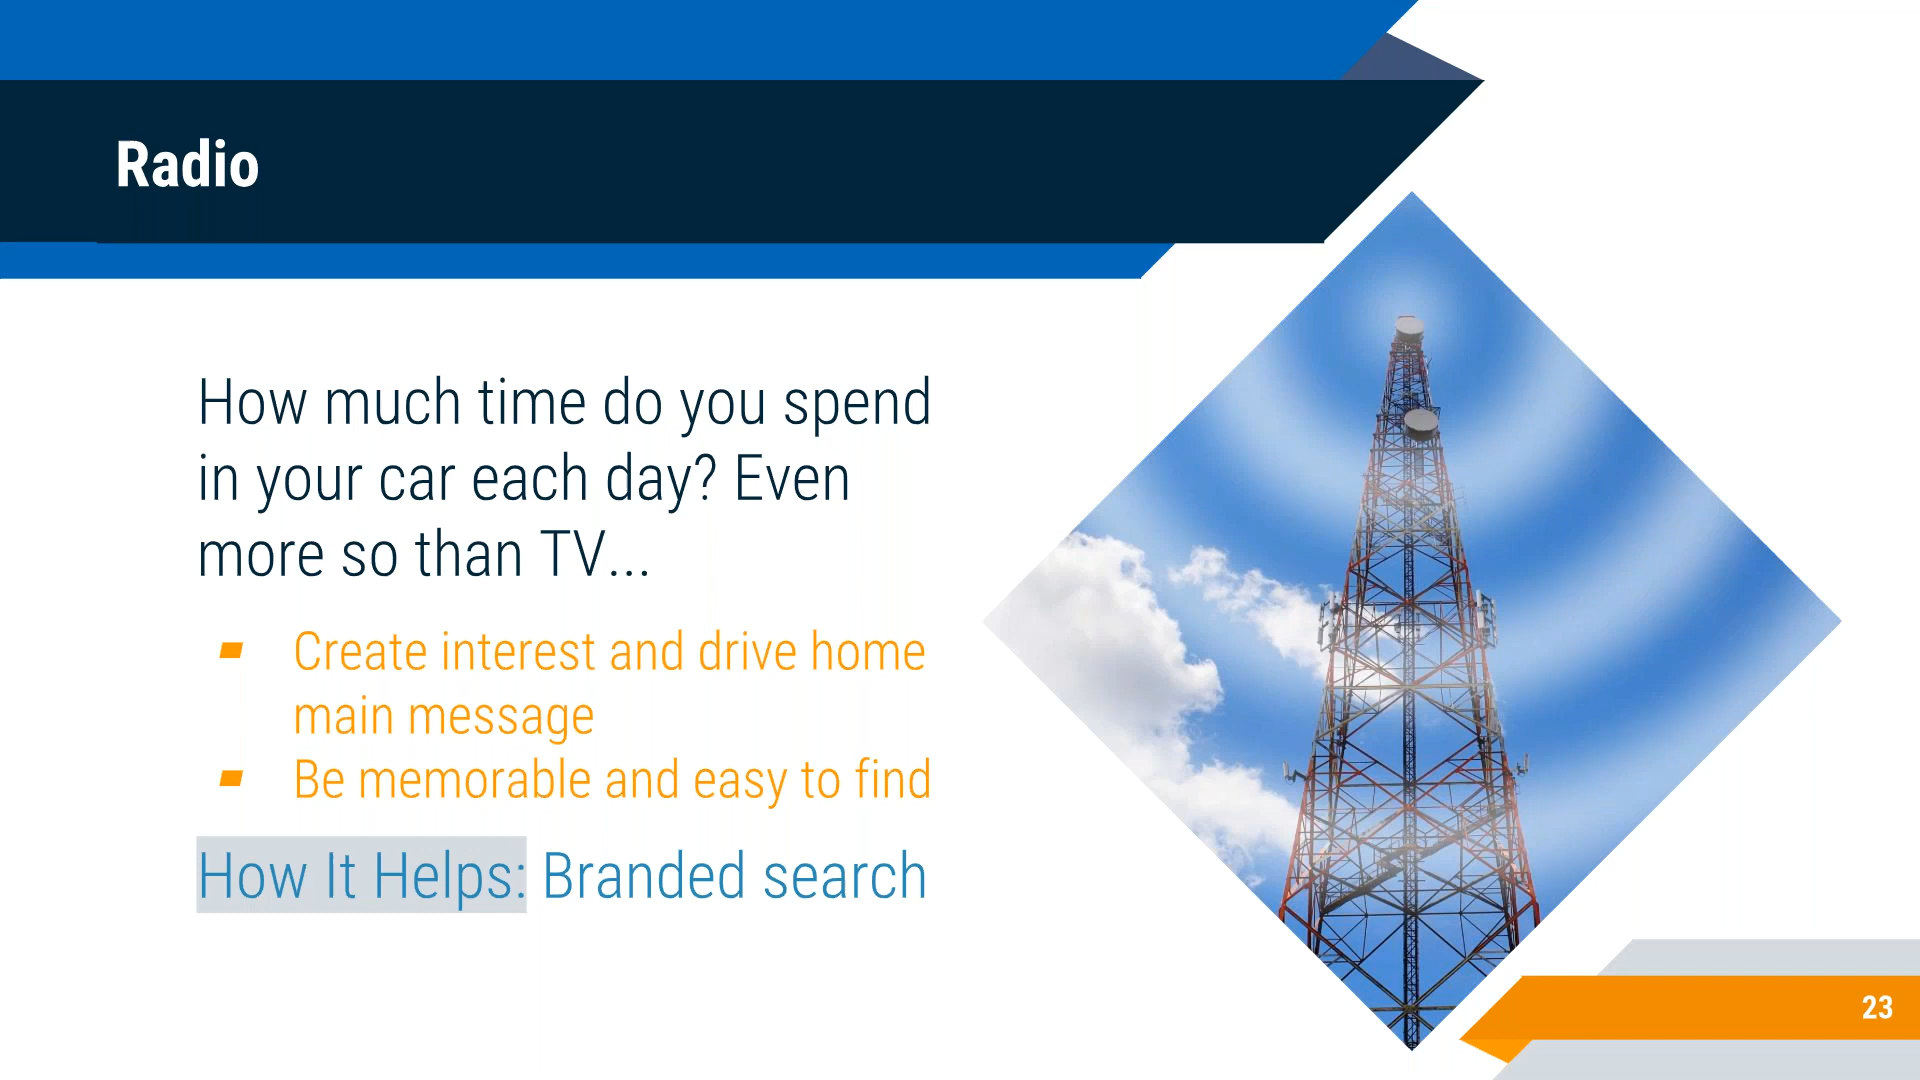 Radio
How much time do you spend
in your car each day? Even
more so than TV...
Create interest and drive home
main message
Be memorable and easy to find
How It Helps: Branded search
23